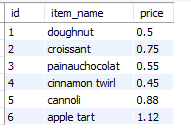 id item_name price
1 doughnut 0.5
2 croissant 0.75
3 painauchocolat 0.55
4 cinnamon twirl 0.45
5 cannoli 0.88
6 apple tart 1.12